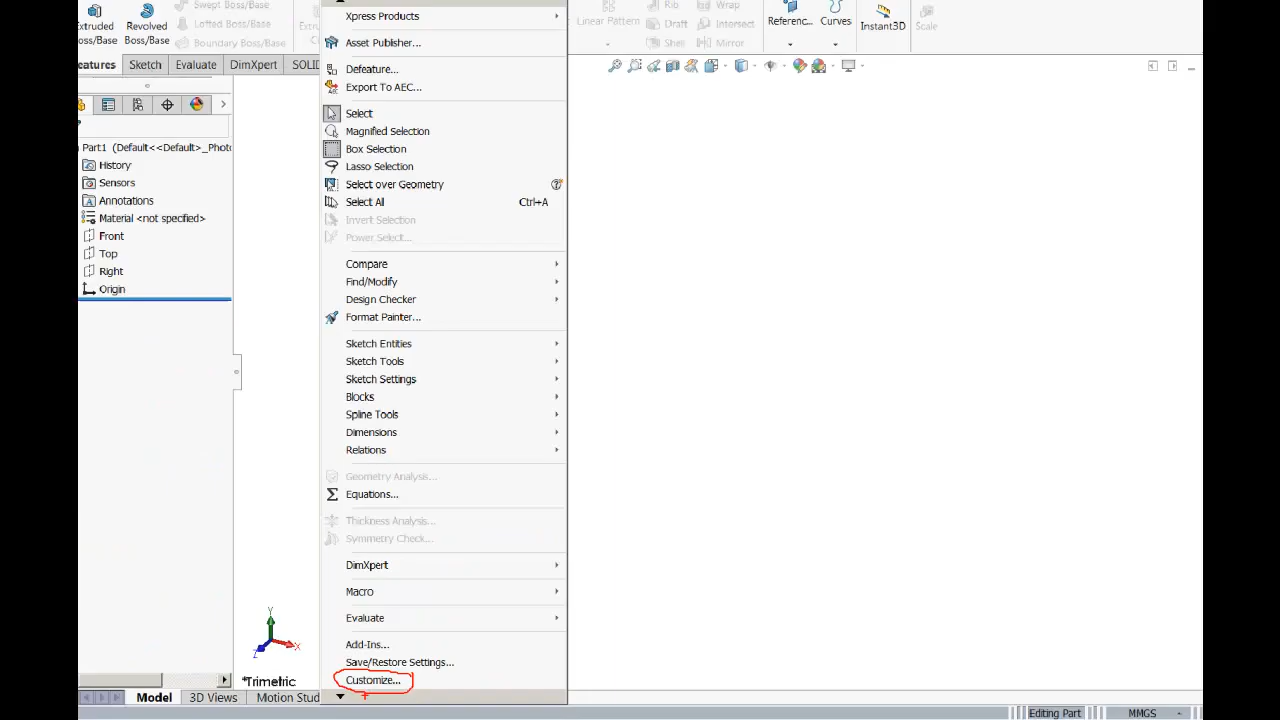 Xpress Products
Swept Boss/Base
Lofted Boss/Base
Boundary Boss/Base
xtruded
Boss/Base
Revolved
Boss/Base
Linear Pattern
Rib
Draft
Shell
Wrap
Intersect
Mirror
Referenc...
Curves
Instant3D
Scale
eatures
Sketch
Evaluate
DimXpert
SOLID
Asset Publisher...
Defeature...
Export To AEC...
Select
Magnified Selection
Box Selection
Lasso Selection
Select over Geometry
Select All Ctrl+A
Invert Selection
Power Select...
Compare
Find/Modify
Design Checker
Format Painter...
Sketch Entities
Sketch Tools
Sketch Settings
Blocks
Spline Tools
Dimensions
Relations
Geometry Analysis...
Equations...
Thickness Analysis...
Symmetry Check...
DimXpert
Macro
Evaluate
Add-Ins...
Save/Restore Settings...
Customize...
Part1 (Default<<Default>_Photo
History
Sensors
Annotations
Material <not specified>
Front
Top
Right
Origin
Y
X
Z
*Trimetric
Model
3D Views
Motion Stud
Editing Part
MMGS